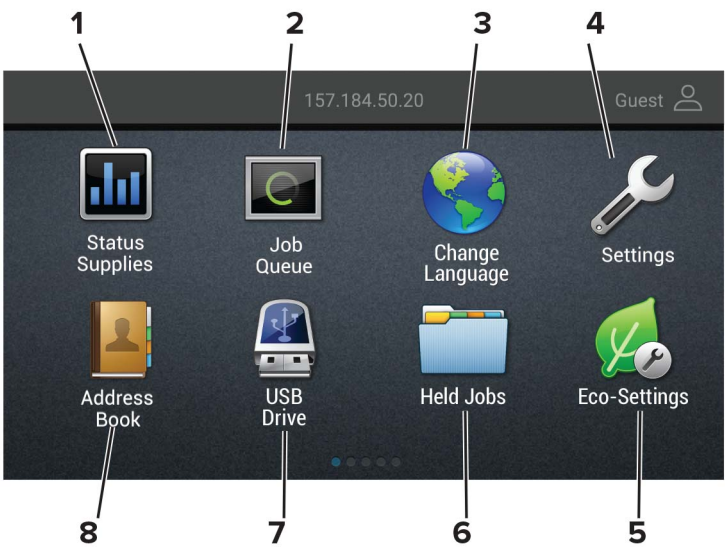 1 2 3 4
157.184.50.20 Guest
Status
Supplies
Job
Queue
Change
Language
Settings
Address
Book
USB
Drive
Held Jobs
Eco-Settings
8 7 6 5